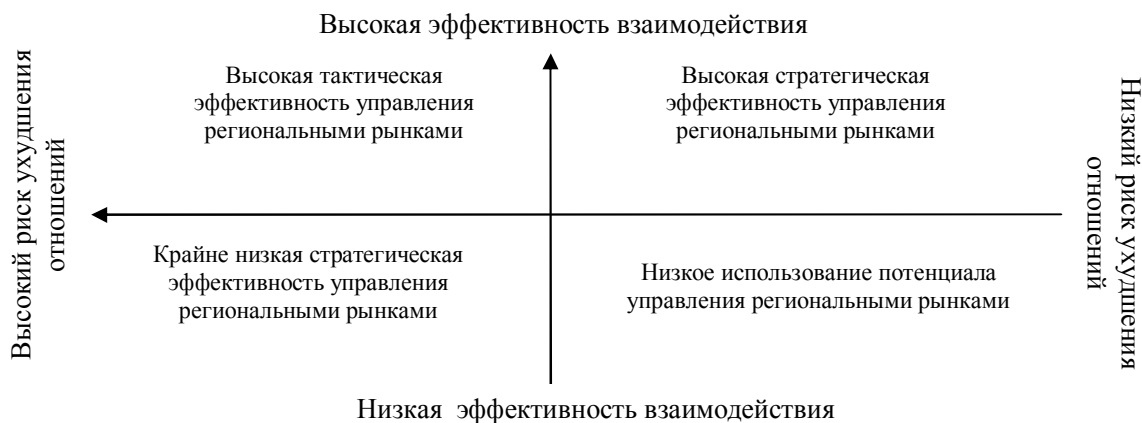 Высокая эффективность взаимодействия
Высокая тактическая
эффективность управления
региональными рынками
Высокая стратегическая
эффективность управления
региональными рынками
Высокий риск ухудшения
отношений
Низкий риск ухудшения
отношений
Крайне низкая стратегическая
эффективность управления
региональными рынками
Низкое использование потенциала
управления региональными рынками
Низкая эффективность взаимодействия